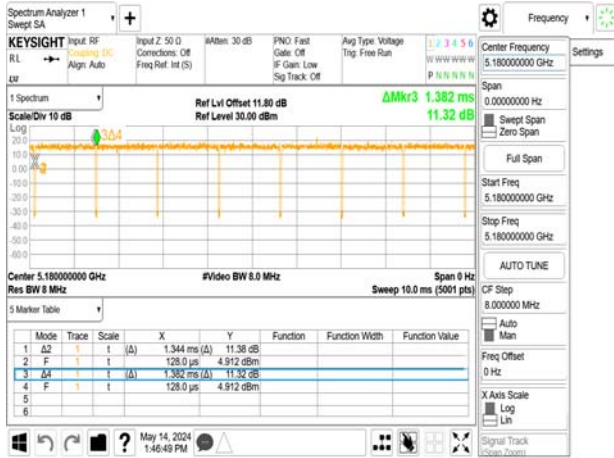 Spectrum Analyzer 1
Swept SA
Frequency
KEYSIGHT
RL
Input: RF
Coupling: DC
Align: Auto
Input Z: 50 Ω
Corrections: Off
Freq Ref: Int (S)
#Atten: 30 dB
PNO: Fast
Gate: Off
IF Gain: Low
Sig Track: Off
Avg Type: Voltage
Trig: Free Run
1 2 3 4 5 6
W W W W W W
P N N N N N
Center Frequency
5.180000000 GHz
Settings
Span
0.00000000 Hz
Swept Span
Zero Span
Full Span
Start Freq
5.180000000 GHz
Stop Freq
5.180000000 GHz
AUTO TUNE
CF Step
8.000000 MHz
Auto
Man
Freq Offset
0 Hz
X Axis Scale
Log
Lin
Signal Track
(Span Zoom)
1 Spectrum
Scale/Div 10 dB
Ref Lvl Offset 11.80 dB
Ref Level 30.00 dBm
ΔMkr3 1.382 ms
11.32 dB
Log
20.0
10.0
0.00
-10.0
-20.0
-30.0
-40.0
-50.0
-60.0
3Δ4
Center 5.180000000 GHz
Res BW 8 MHz
#Video BW 8.0 MHz
Span 0 Hz
Sweep 10.0 ms (5001 pts)
5 Marker Table
Mode Trace Scale X Y Function Function Width Function Value
1 Δ2 1 t (Δ) 1.344 ms (Δ) 11.38 dB
2 F 1 t 128.0 µs 4.912 dBm
3 Δ4 1 t (Δ) 1.382 ms (Δ) 11.32 dB
4 F 1 t 128.0 µs 4.912 dBm
5
6
?
May 14, 2024
1:46:49 PM